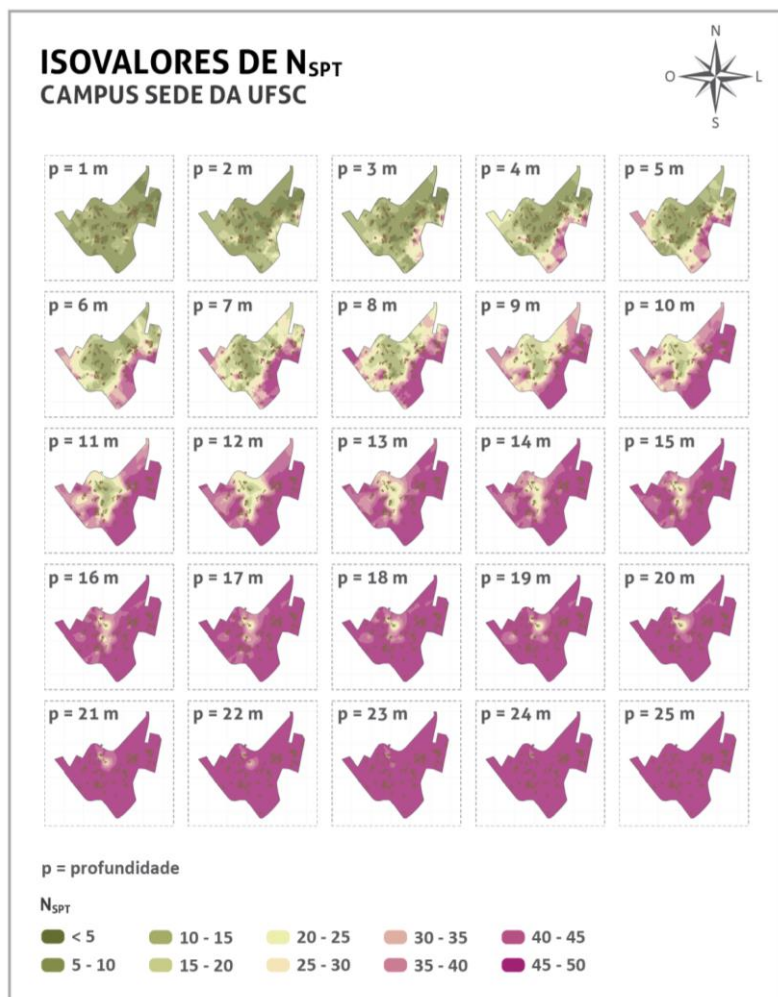 ISOVALORES DE NSPT
CAMPUS SEDE DA UFSC
N
O L
S
p = 1 m p = 2 m p = 3 m p = 4 m p = 5 m
p = 6 m p = 7 m p = 8 m p = 9 m p = 10 m
p = 11 m p = 12 m p = 13 m p = 14 m p = 15 m
p = 16 m p = 17 m p = 18 m p = 19 m p = 20 m
p = 21 m p = 22 m p = 23 m p = 24 m p = 25 m
p = profundidade
NSPT
< 5 10 - 15 20 - 25 30 - 35 40 - 45
5 - 10 15 - 20 25 - 30 35 - 40 45 - 50